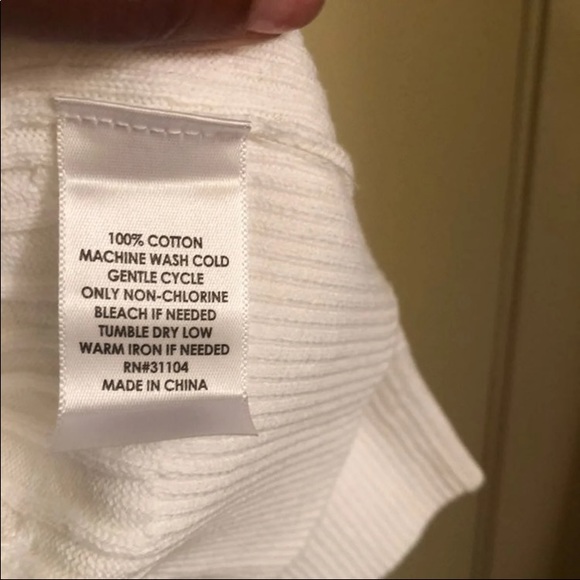 100% COTTON
MACHINE WASH COLD
GENTLE CYCLE
ONLY NON-CHLORINE
BLEACH IF NEEDED
TUMBLE DRY LOW
WARM IRON IF NEEDED
RN#31104
MADE IN CHINA